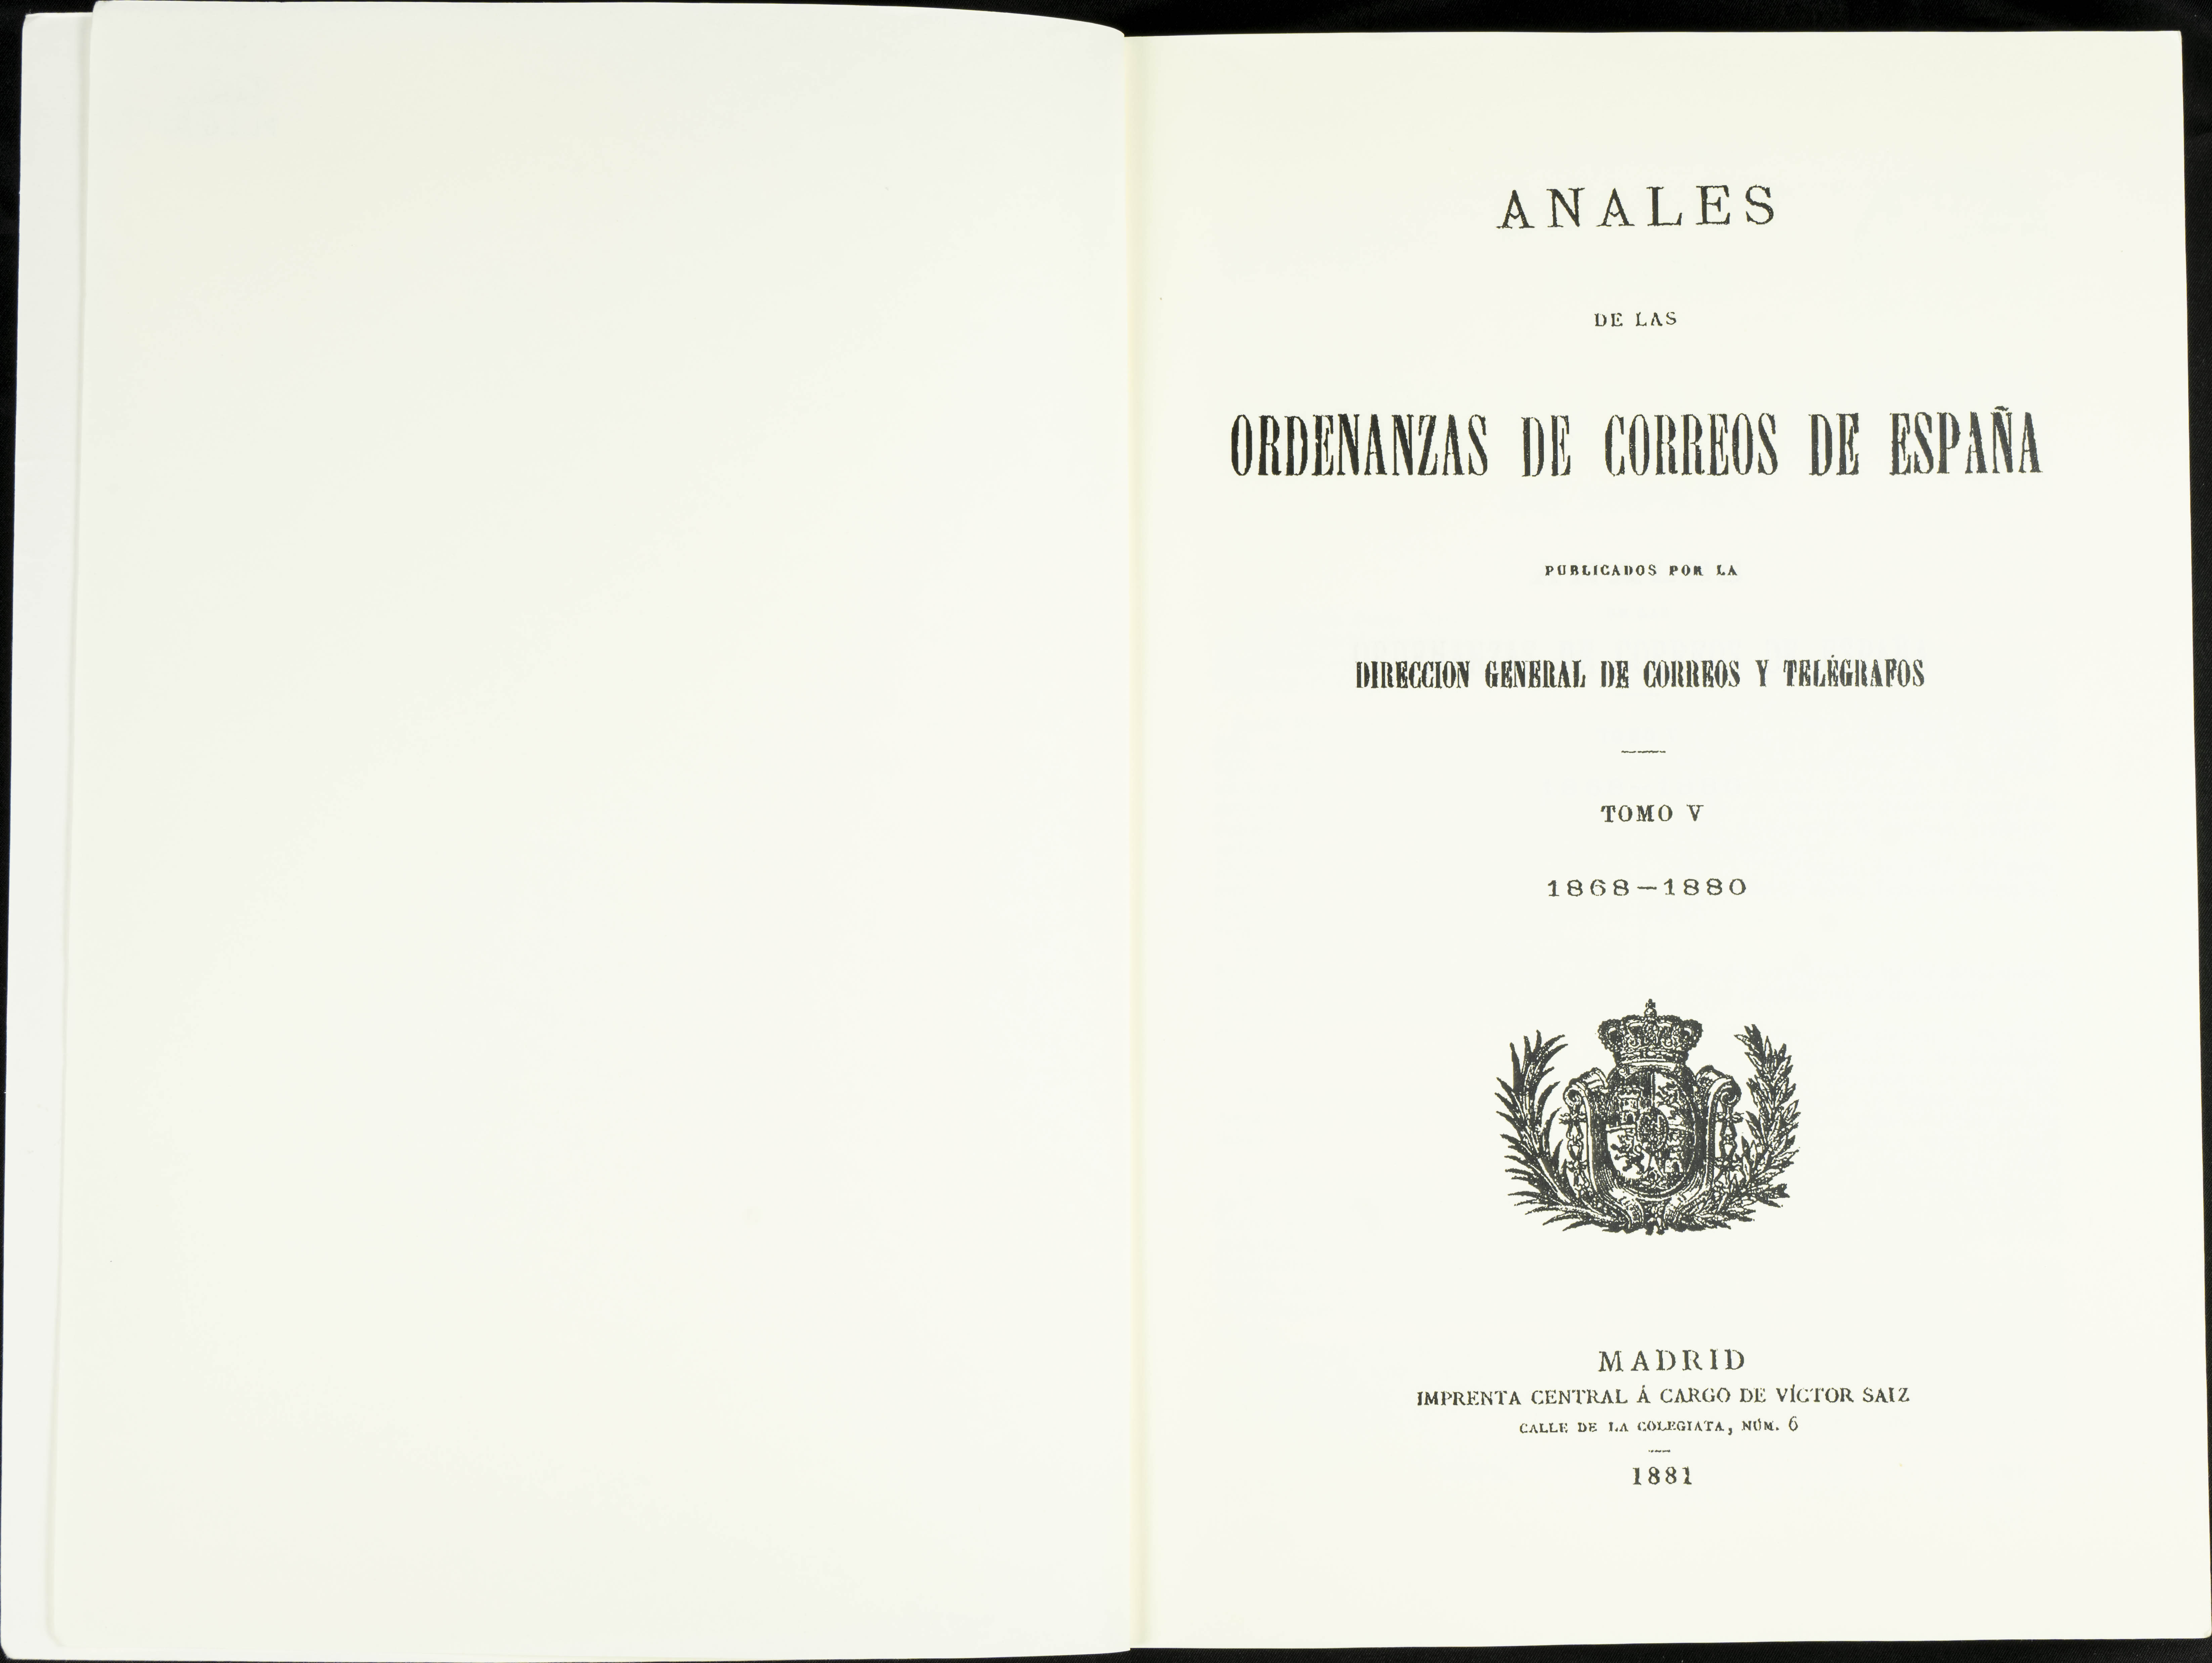 ANALES
DE LAS
ORDENANZAS DE CORREOS DE ESPAÑA
PUBLICADOS POR LA
DIRECCION GENERAL DE CORREOS Y TELÉGRAFOS
TOMO V
1868–1880
MADRID
IMPRENTA CENTRAL Á CARGO DE VÍCTOR SAIZ
CALLE DE LA COLEGIATA, NÚM. 6
1881